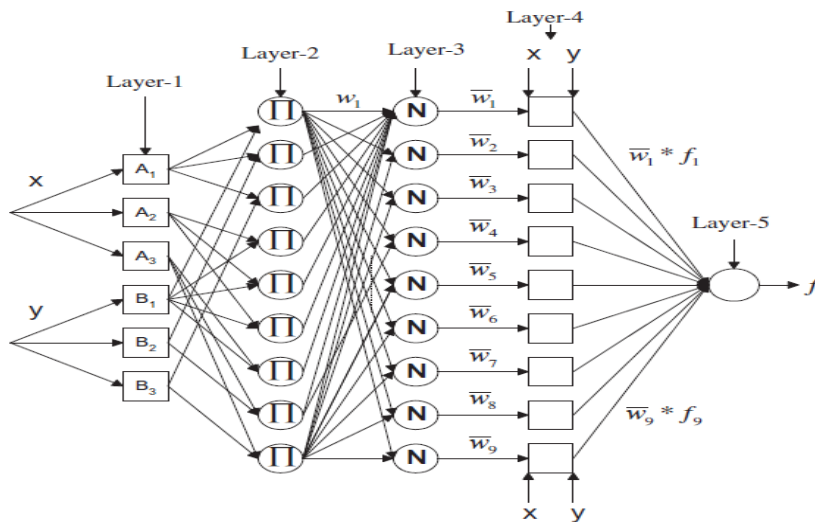 Layer-4
Layer-2
Layer-3
x y
Layer-1
Π w₁ N w̅₁
w̅₁ * f₁
Π N w̅₂
x A₁
Π N w̅₃
A₂
Π N w̅₄
Layer-5
A₃
Π N w̅₅
f
y B₁
Π N w̅₆
B₂
Π N w̅₇
B₃
Π N w̅₈
w̅₉ * f₉
Π N w̅₉
x y